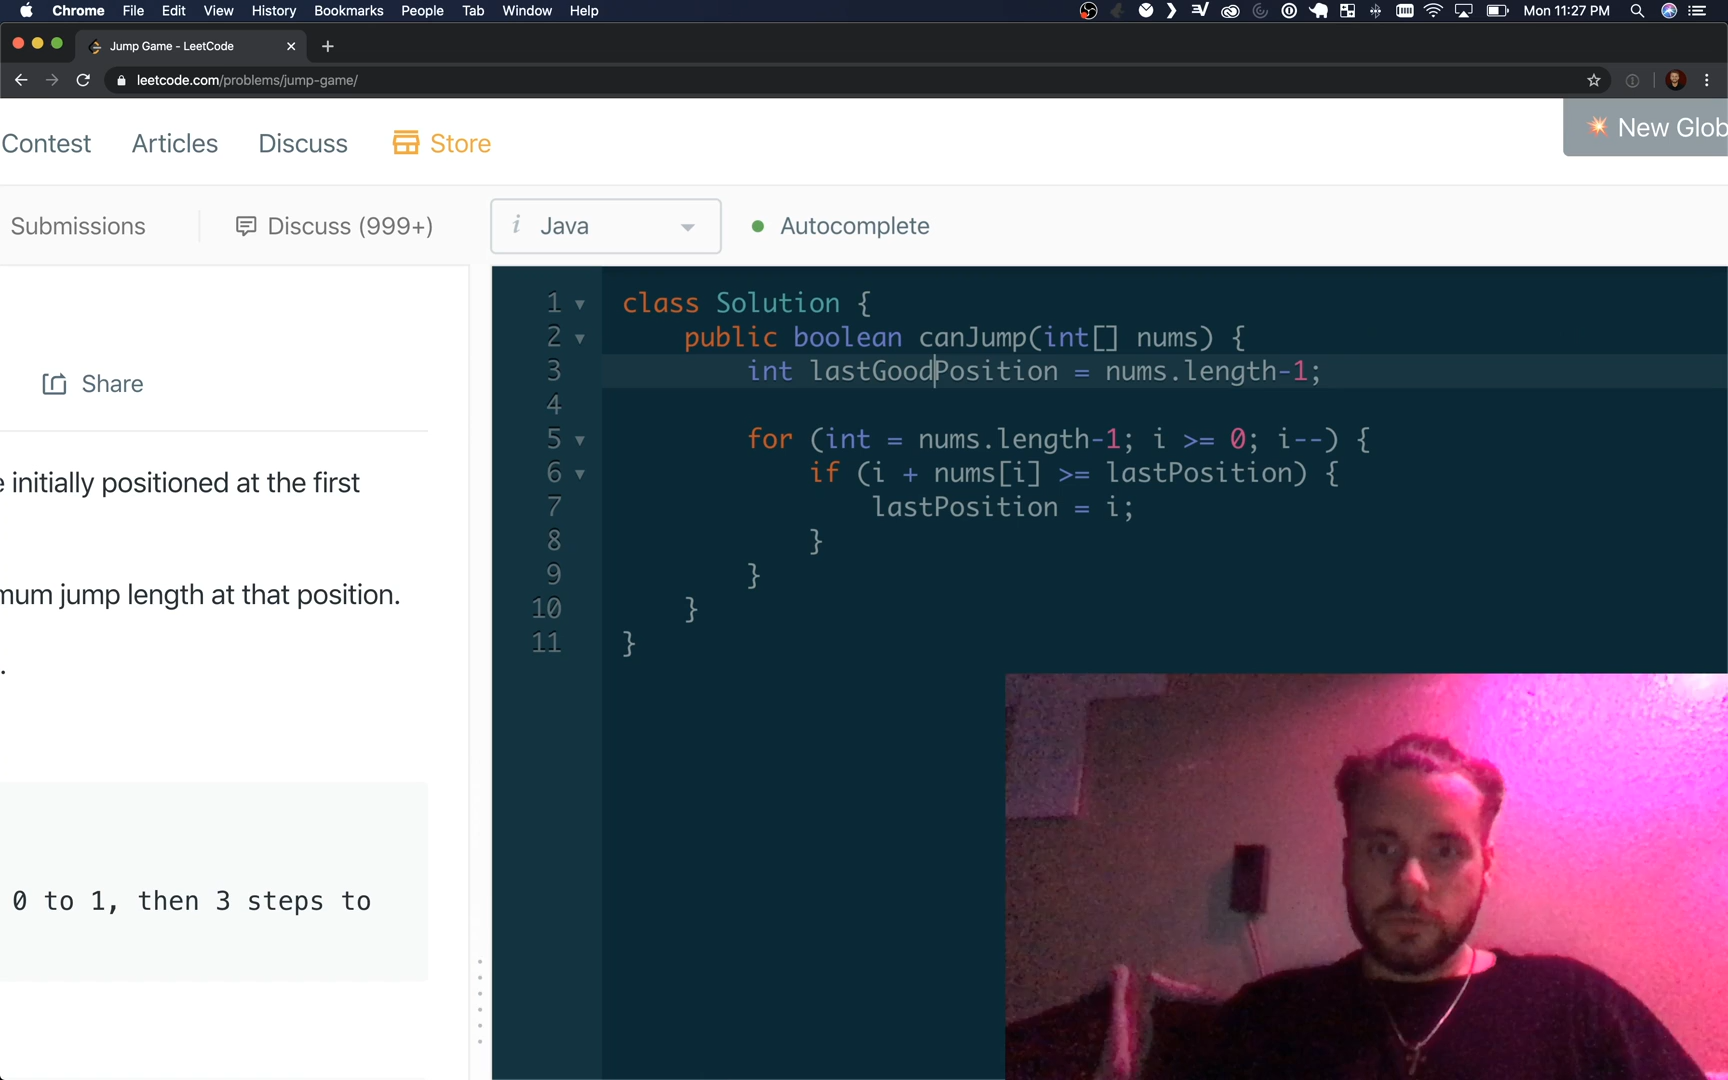 Chrome File Edit View History Bookmarks People Tab Window Help Mon 11:27 PM
Jump Game - LeetCode
leetcode.com/problems/jump-game/
Contest Articles Discuss Store
New Glob
Submissions Discuss (999+) Java Autocomplete
1 class Solution {
2 public boolean canJump(int[] nums) {
3 int lastGoodPosition = nums.length-1;
4
5 for (int = nums.length-1; i >= 0; i--) {
6 if (i + nums[i] >= lastPosition) {
7 lastPosition = i;
8 }
9 }
10 }
11 }
Share
e initially positioned at the first
mum jump length at that position.
.
0 to 1, then 3 steps to